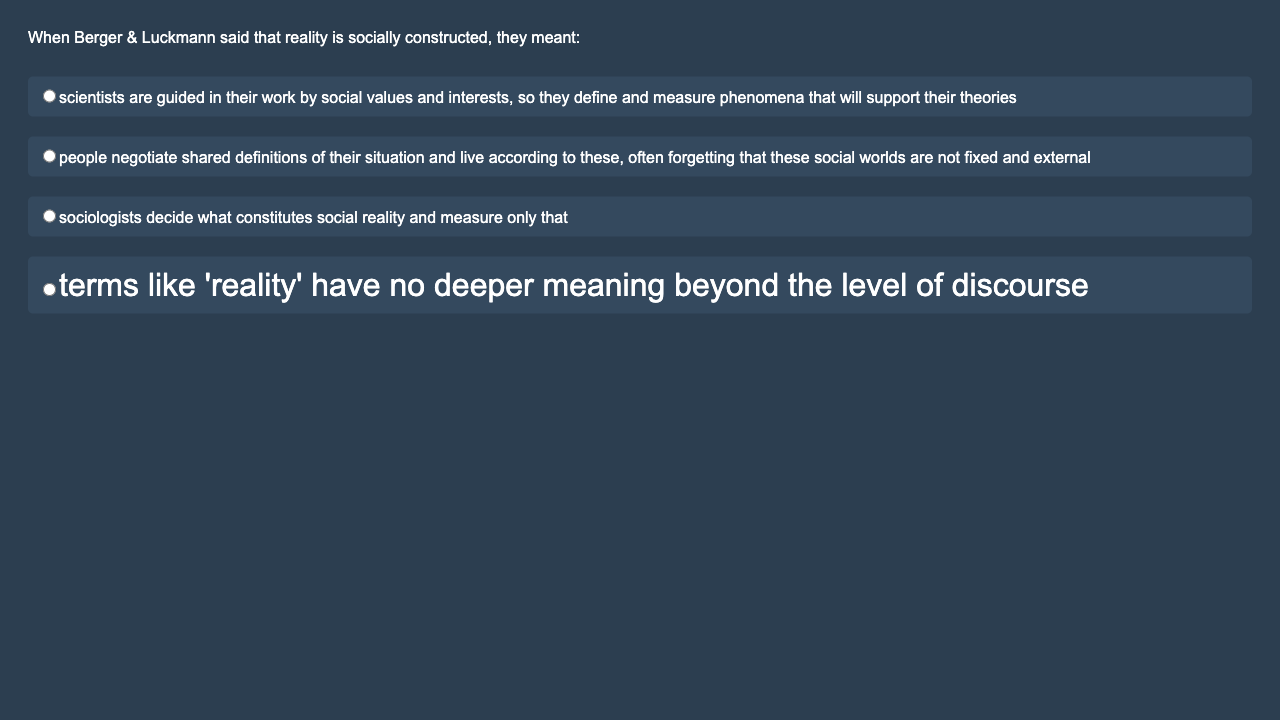 When Berger & Luckmann said that reality is socially constructed, they meant:
scientists are guided in their work by social values and interests, so they define and measure phenomena that will support their theories
people negotiate shared definitions of their situation and live according to these, often forgetting that these social worlds are not fixed and external
sociologists decide what constitutes social reality and measure only that
terms like 'reality' have no deeper meaning beyond the level of discourse